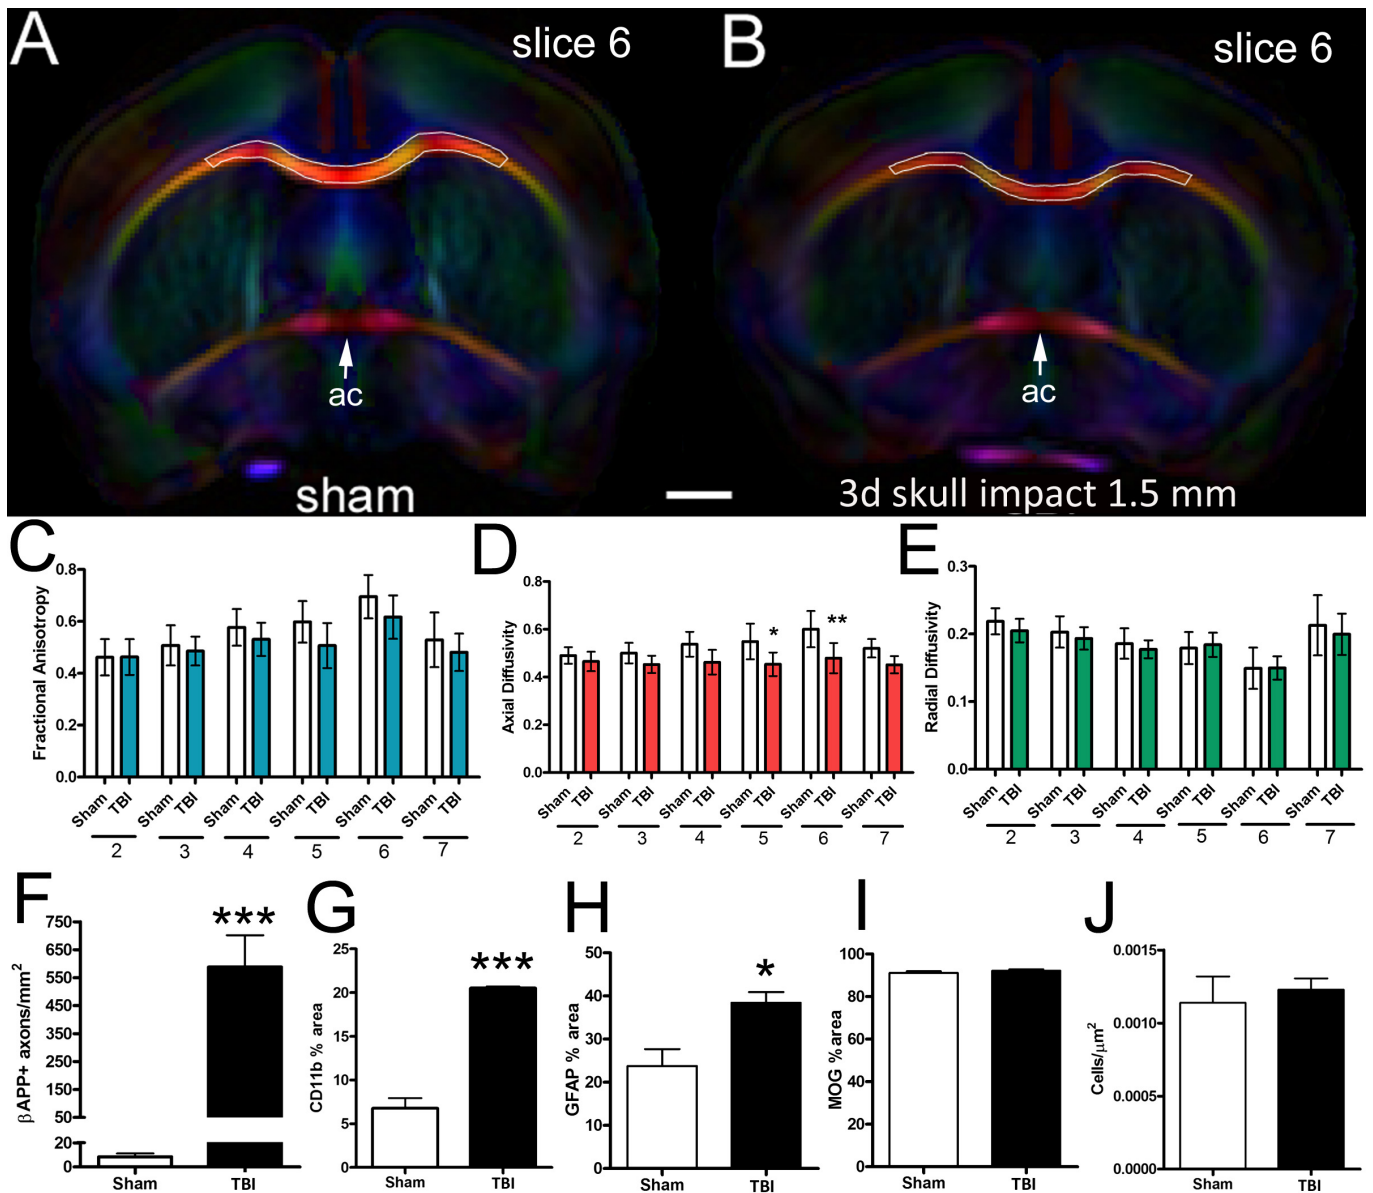 A
slice 6
B
slice 6
ac
ac
sham
3d skull impact 1.5 mm
C
Fractional Anisotropy
0.8
0.6
0.4
0.2
0.0
Sham TBI Sham TBI Sham TBI Sham TBI Sham TBI Sham TBI
2 3 4 5 6 7
D
Axial Diffusivity
0.8
0.6
0.4
0.2
0.0
* **
Sham TBI Sham TBI Sham TBI Sham TBI Sham TBI Sham TBI
2 3 4 5 6 7
E
Radial Diffusivity
0.3
0.2
0.1
0.0
Sham TBI Sham TBI Sham TBI Sham TBI Sham TBI Sham TBI
2 3 4 5 6 7
F
βAPP+ axons/mm²
750
650
550
450
350
250
150
50
20
0
***
Sham TBI
G
CD11b % area
25
20
15
10
5
0
***
Sham TBI
H
GFAP % area
50
40
30
20
10
0
*
Sham TBI
I
MOG % area
100
80
60
40
20
0
Sham TBI
J
Cells/μm²
0.0015
0.0010
0.0005
0.0000
Sham TBI